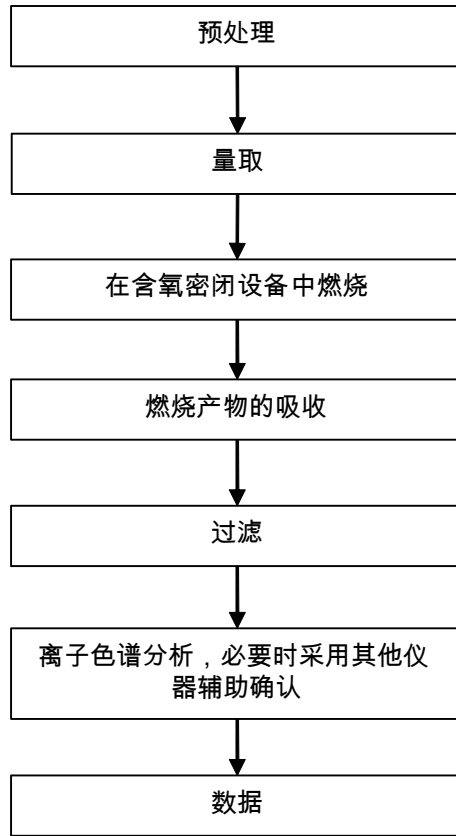 预处理
量取
在含氧密闭设备中燃烧
燃烧产物的吸收
过滤
离子色谱分析，必要时采用其他仪
器辅助确认
数据